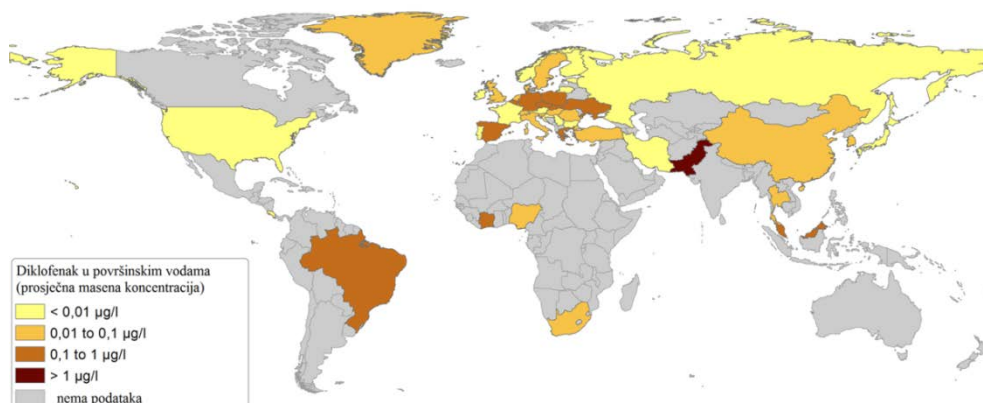 Diklofenak u površinskim vodama
(prosječna masena koncentracija)
< 0,01 µg/l
0,01 to 0,1 µg/l
0,1 to 1 µg/l
> 1 µg/l
nema podataka